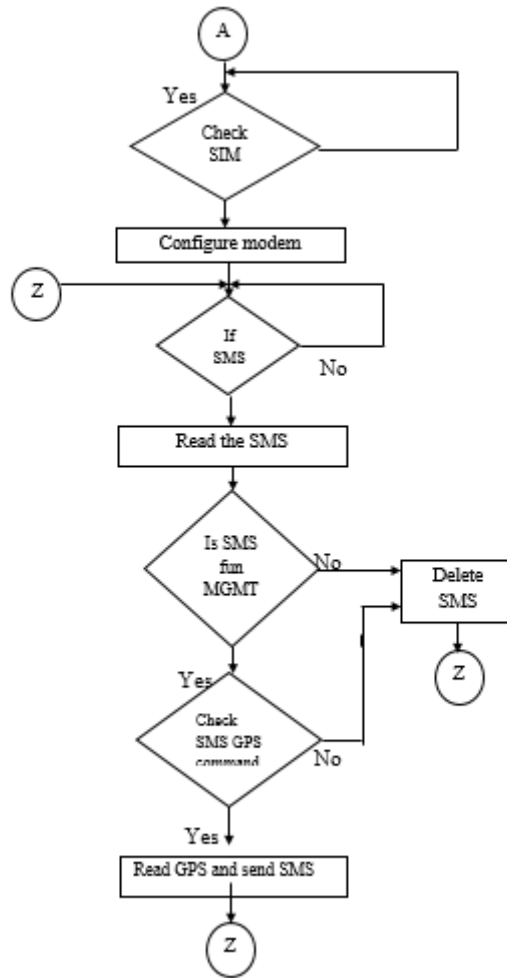 A
Yes
Check
SIM
Configure modem
Z
If
SMS
No
Read the SMS
Is SMS
fun
MGMT
No
Delete
SMS
Z
Yes
Check
SMS GPS
command
No
Yes
Read GPS and send SMS
Z